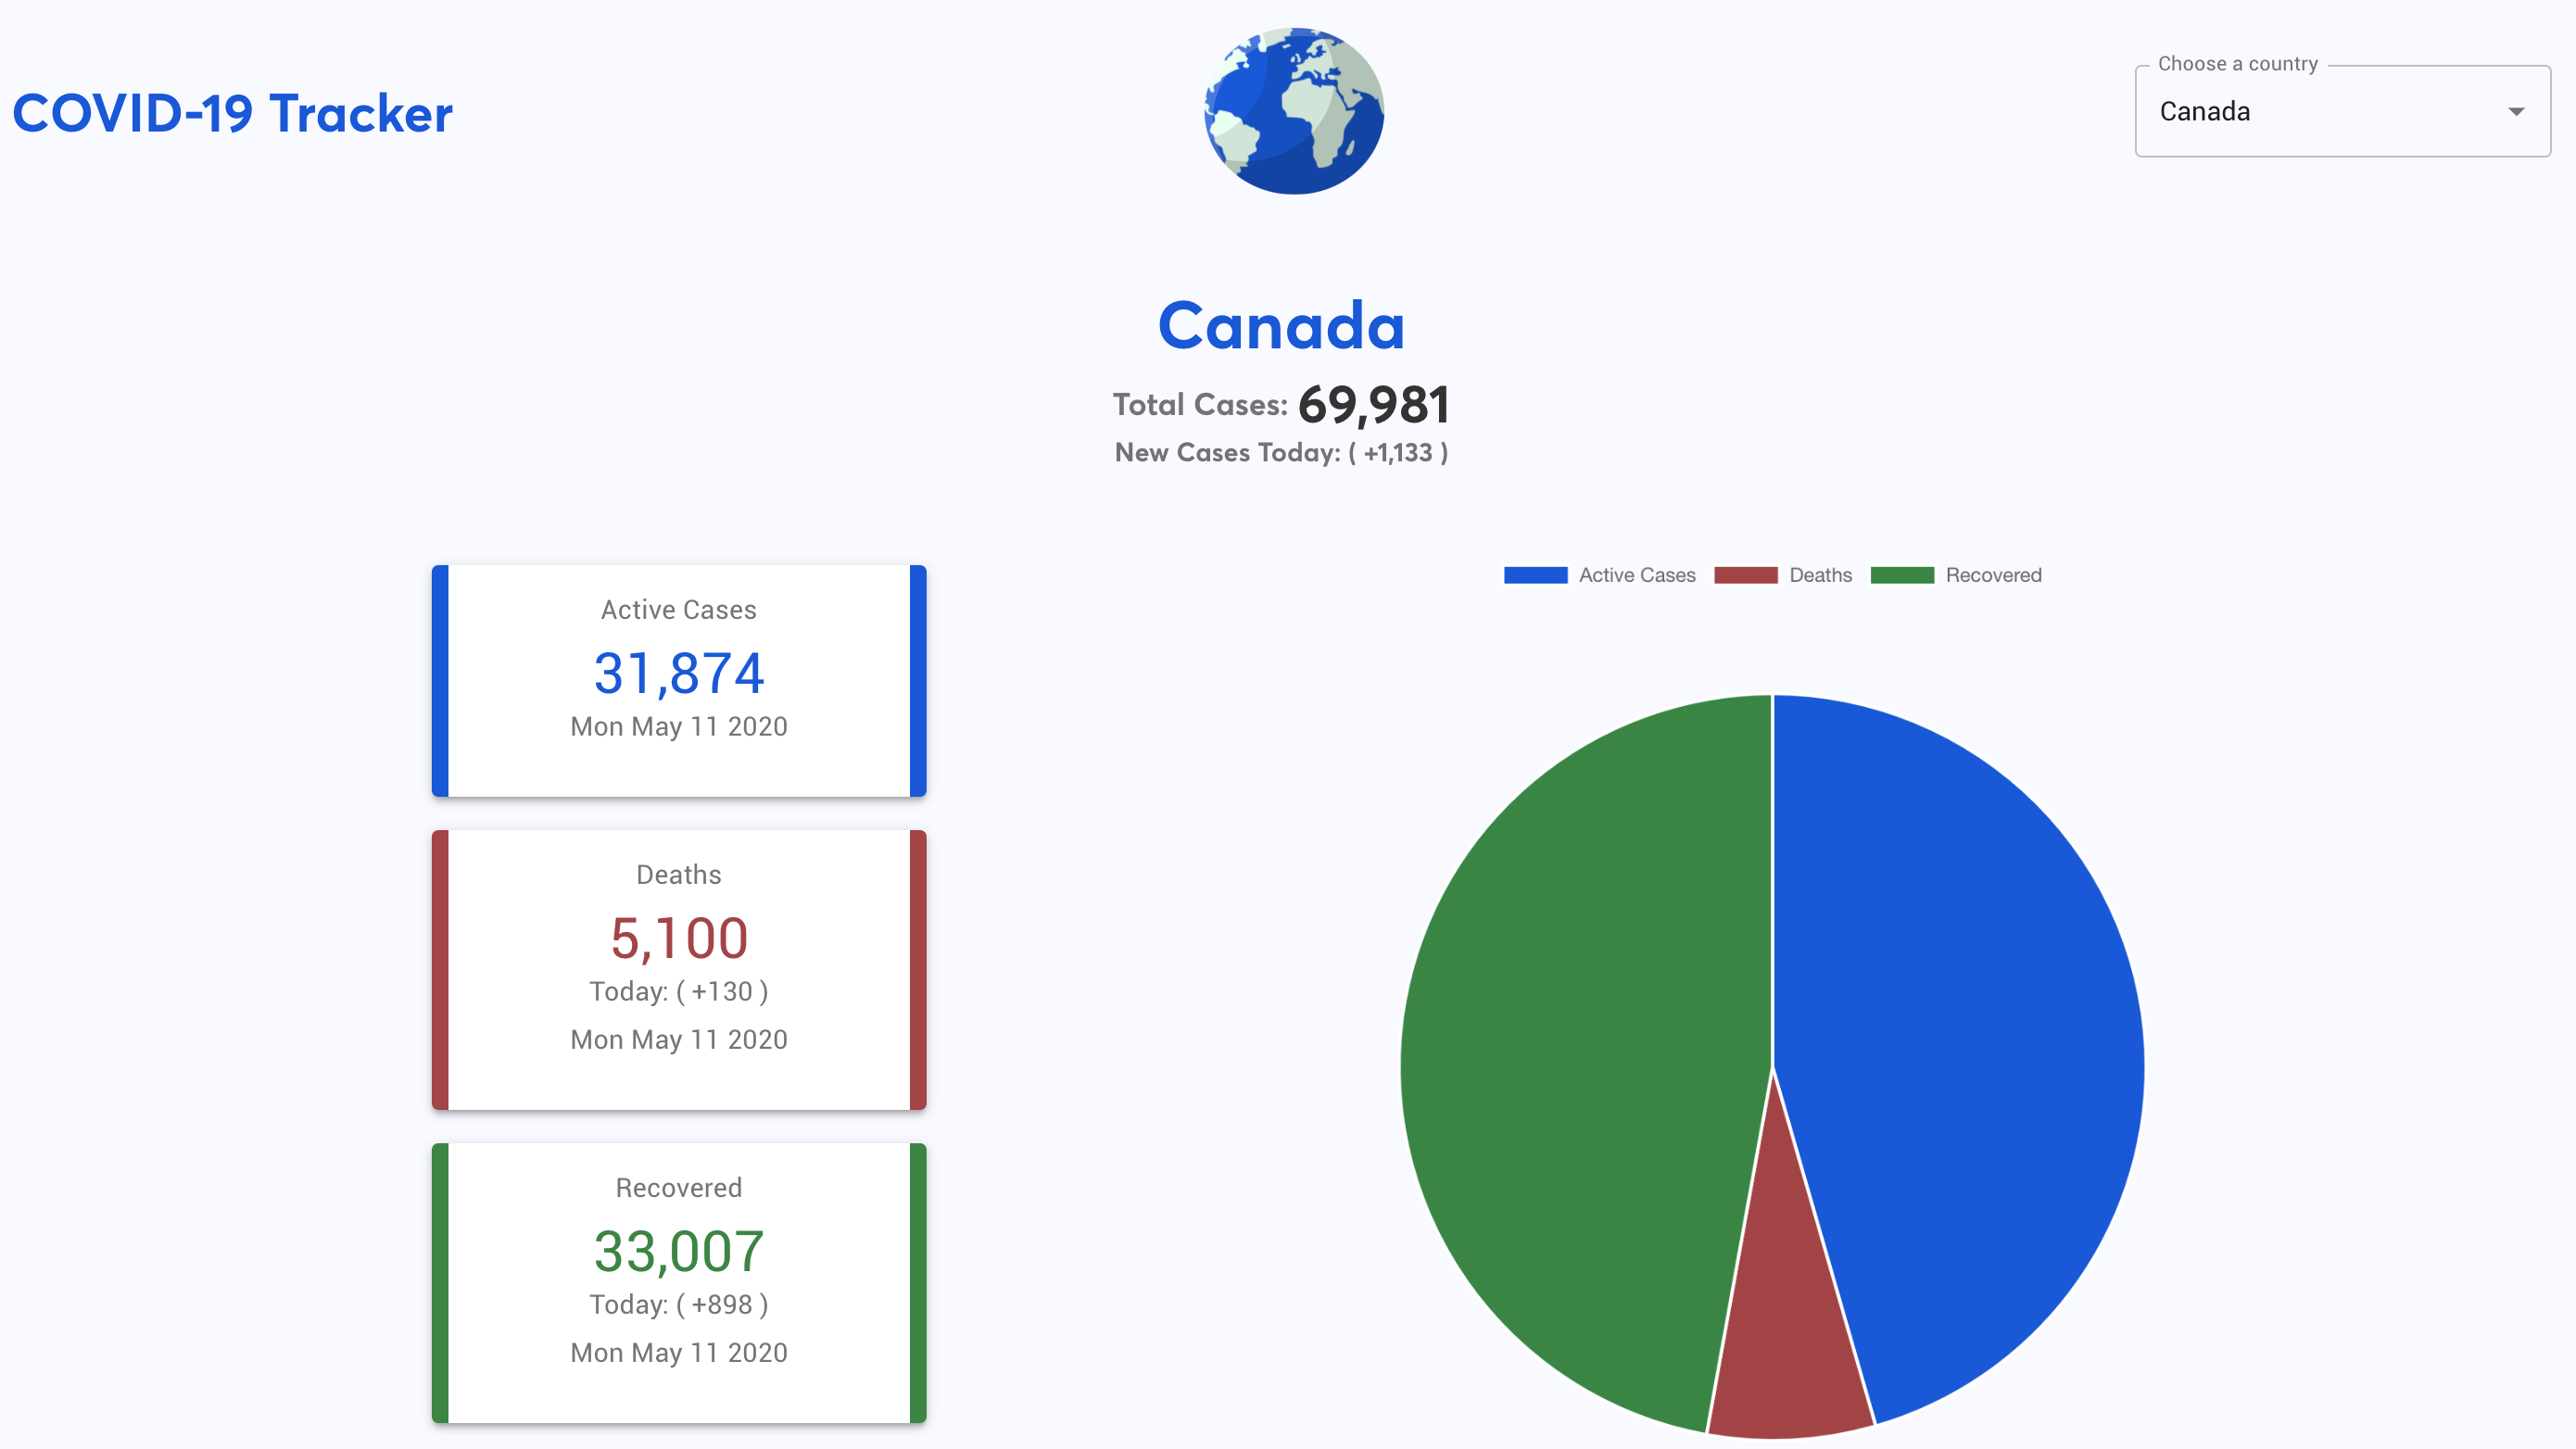 COVID-19 Tracker
Choose a country
Canada
Canada
Total Cases: 69,981
New Cases Today: ( +1,133 )
Active Cases
31,874
Mon May 11 2020
Deaths
5,100
Today: ( +130 )
Mon May 11 2020
Recovered
33,007
Today: ( +898 )
Mon May 11 2020
Active Cases Deaths Recovered